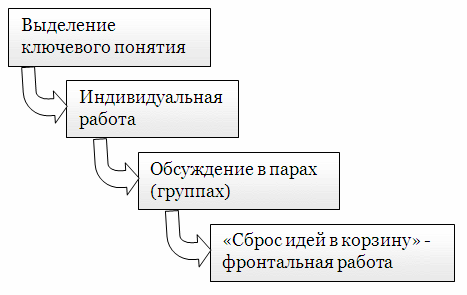 Выделение
ключевого понятия
Индивидуальная
работа
Обсуждение в парах
(группах)
«Сброс идей в корзину» -
фронтальная работа